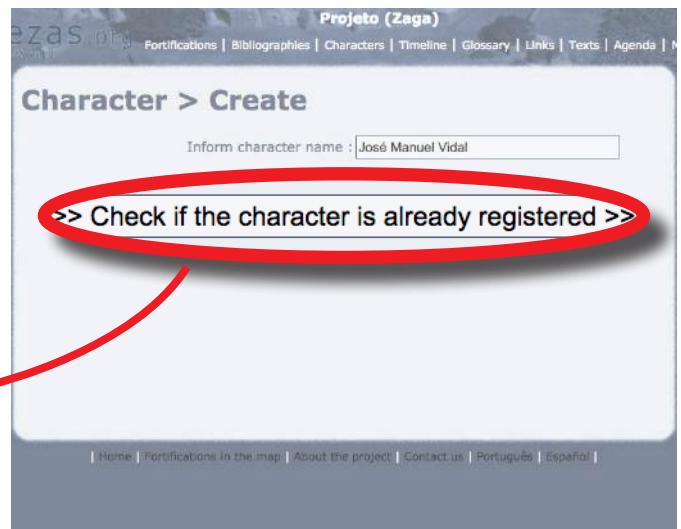 Projeto (Zaga)
ezas.org
Fortifications | Bibliographies | Characters | Timeline | Glossary | Links | Texts | Agenda |
Character > Create
Inform character name : José Manuel Vidal
>> Check if the character is already registered >>
| Home | Fortifications in the map | About the project | Contact us | Português | Español |